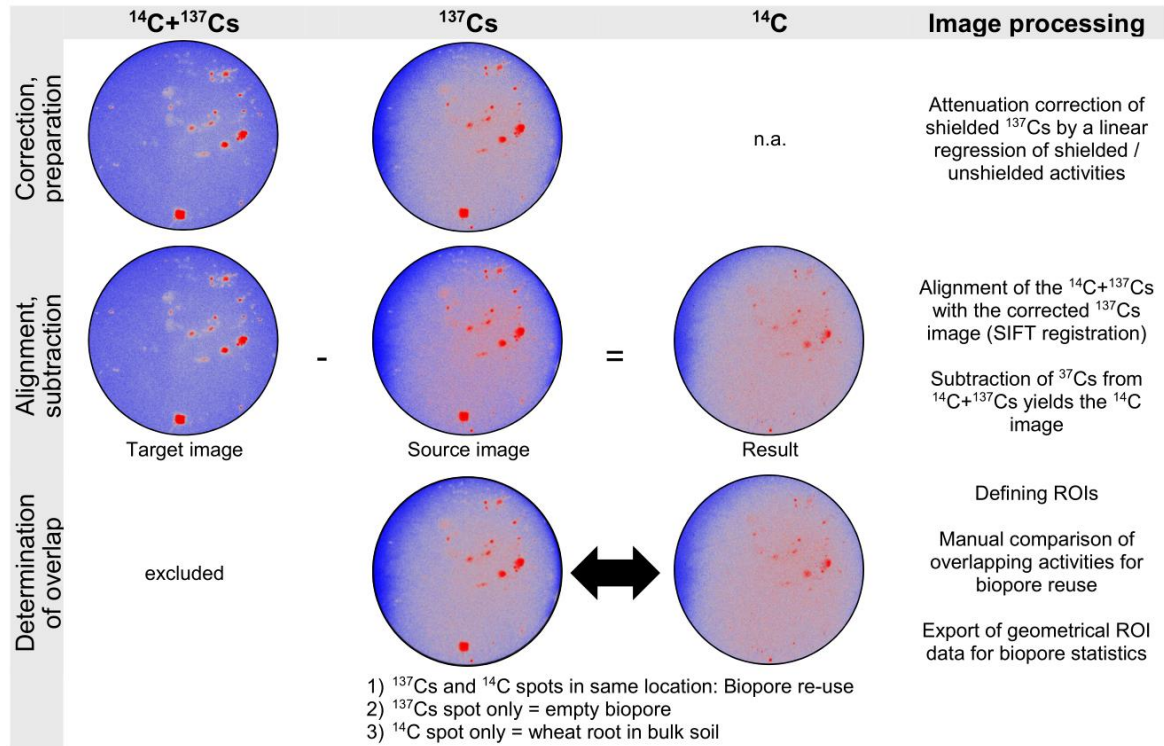 ¹⁴C+¹³⁷Cs
¹³⁷Cs
¹⁴C
Image processing
Correction,
preparation
n.a.
Attenuation correction of
shielded ¹³⁷Cs by a linear
regression of shielded /
unshielded activities
Alignment,
subtraction
-
=
Target image
Source image
Result
Alignment of the ¹⁴C+¹³⁷Cs
with the corrected ¹³⁷Cs
image (SIFT registration)
Subtraction of ³⁷Cs from
¹⁴C+¹³⁷Cs yields the ¹⁴C
image
Determination
of overlap
excluded
Defining ROIs
Manual comparison of
overlapping activities for
biopore reuse
Export of geometrical ROI
data for biopore statistics
1) ¹³⁷Cs and ¹⁴C spots in same location: Biopore re-use
2) ¹³⁷Cs spot only = empty biopore
3) ¹⁴C spot only = wheat root in bulk soil